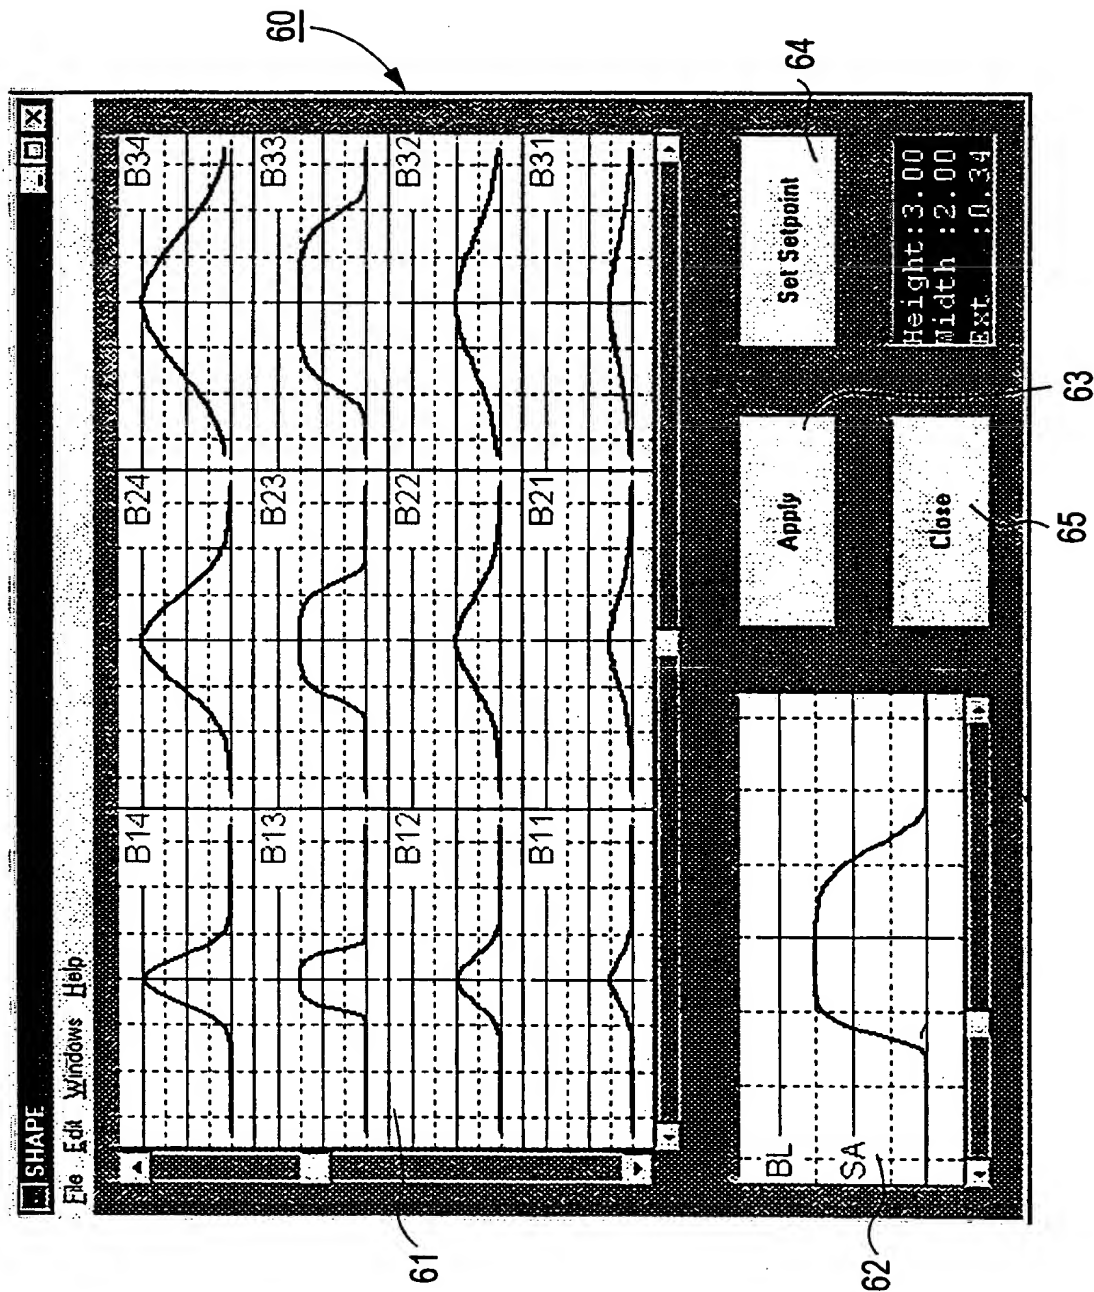 60
SHAPE
File Edit Windows Help
B14 B24 B34
B13 B23 B33
B12 B22 B32
B11 B21 B31
61
BL
SA
62
Apply
Set Setpoint
64
Close
Height:3.00
Width :2.00
Ext :0.34
65
63